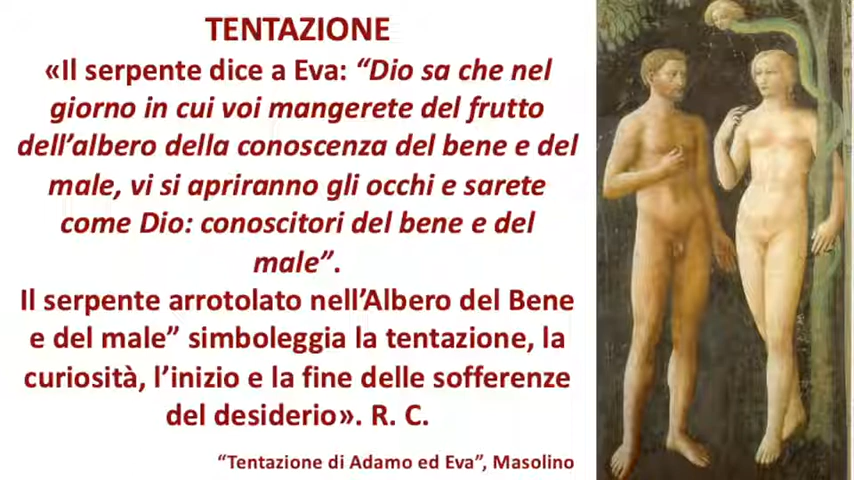 TENTAZIONE
«Il serpente dice a Eva: “Dio sa che nel
giorno in cui voi mangerete del frutto
dell’albero della conoscenza del bene e del
male, vi si apriranno gli occhi e sarete
come Dio: conoscitori del bene e del
male”.
Il serpente arrotolato nell’Albero del Bene
e del male” simboleggia la tentazione, la
curiosità, l’inizio e la fine delle sofferenze
del desiderio». R. C.
“Tentazione di Adamo ed Eva”, Masolino